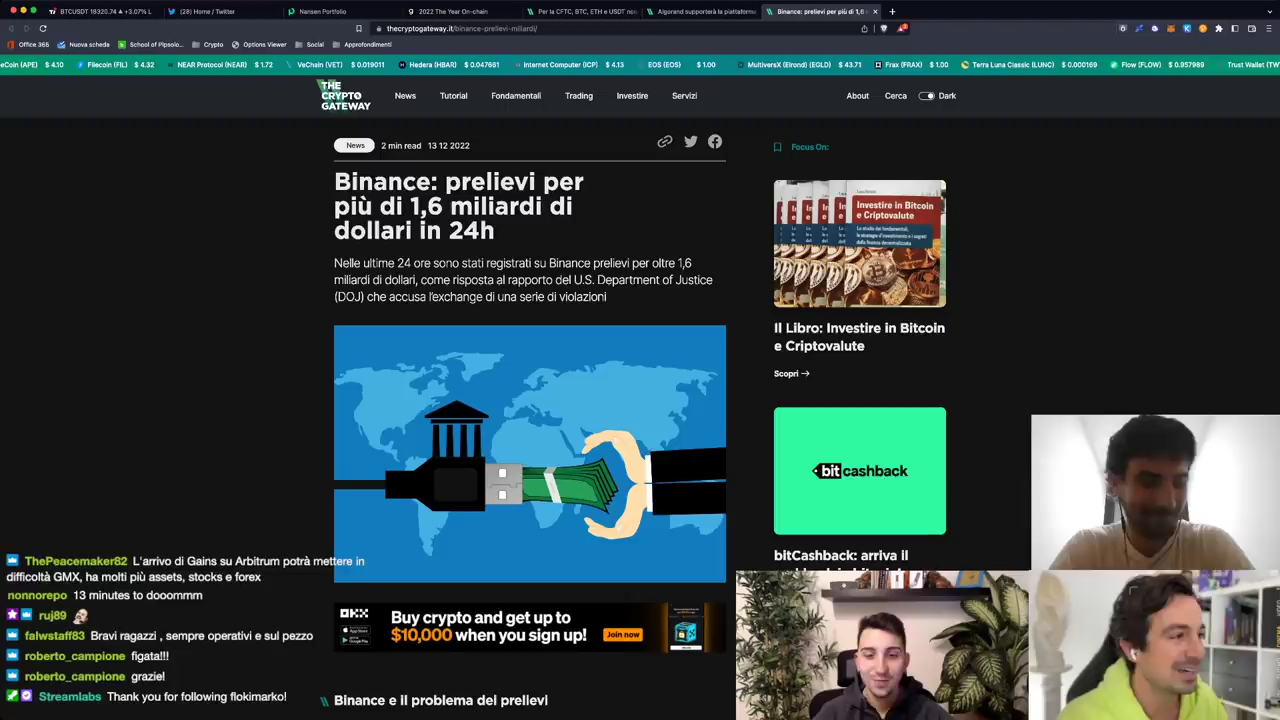 BTCUSDT 18320.74 ▲ +3.07% L
(28) Home / Twitter
Nansen Portfolio
2022 The Year On-chain
Per la CFTC, BTC, ETH e USDT
Algorand supporterà la piattaform
Binance: prelievi per più di 1,6
thecryptogateway.it/binance-prelievi-miliardi/
Office 365
Nuova scheda
Crypto
Options Viewer
Social
Approfondimenti
eCoin (APE) $ 4.10
Filecoin (FIL) $ 4.32
NEAR Protocol (NEAR) $ 1.72
VeChain (VET) $ 0.019011
Hedera (HBAR) $ 0.047661
Internet Computer (ICP) $ 4.13
EOS (EOS) $ 1.00
MultiversX (Elrond) (EGLD) $ 43.71
Frax (FRAX) $ 1.00
Terra Luna Classic (LUNC) $ 0.000169
Flow (FLOW) $ 0.957989
Trust Wallet (TW
THE
CRYPTO
GATEWAY
News
Tutorial
Fondamentali
Trading
Investire
Servizi
About
Cerca
Dark
News
2 min read
13 12 2022
Binance: prelievi per
più di 1,6 miliardi di
dollari in 24h
Nelle ultime 24 ore sono stati registrati su Binance prelievi per oltre 1,6
miliardi di dollari, come risposta al rapporto del U.S. Department of Justice
(DOJ) che accusa l'exchange di una serie di violazioni
Focus On:
Investire in Bitcoin
e Criptovalute
Il Libro: Investire in Bitcoin
e Criptovalute
Scopri →
bitcashback
bitCashback: arriva il
Buy crypto and get up to
$10,000 when you sign up!
Join now
Binance e il problema dei prelievi
ThePeacemaker82 L'arrivo di Gains su Arbitrum potrà mettere in
difficoltà GMX, ha molti più assets, stocks e forex
nonnorepo 13 minutes to dooommm
ruj89
falwstaff83 Bravi ragazzi , sempre operativi e sul pezzo
roberto_campione figata!!!
roberto_campione grazie!
Streamlabs Thank you for following flokimarko!